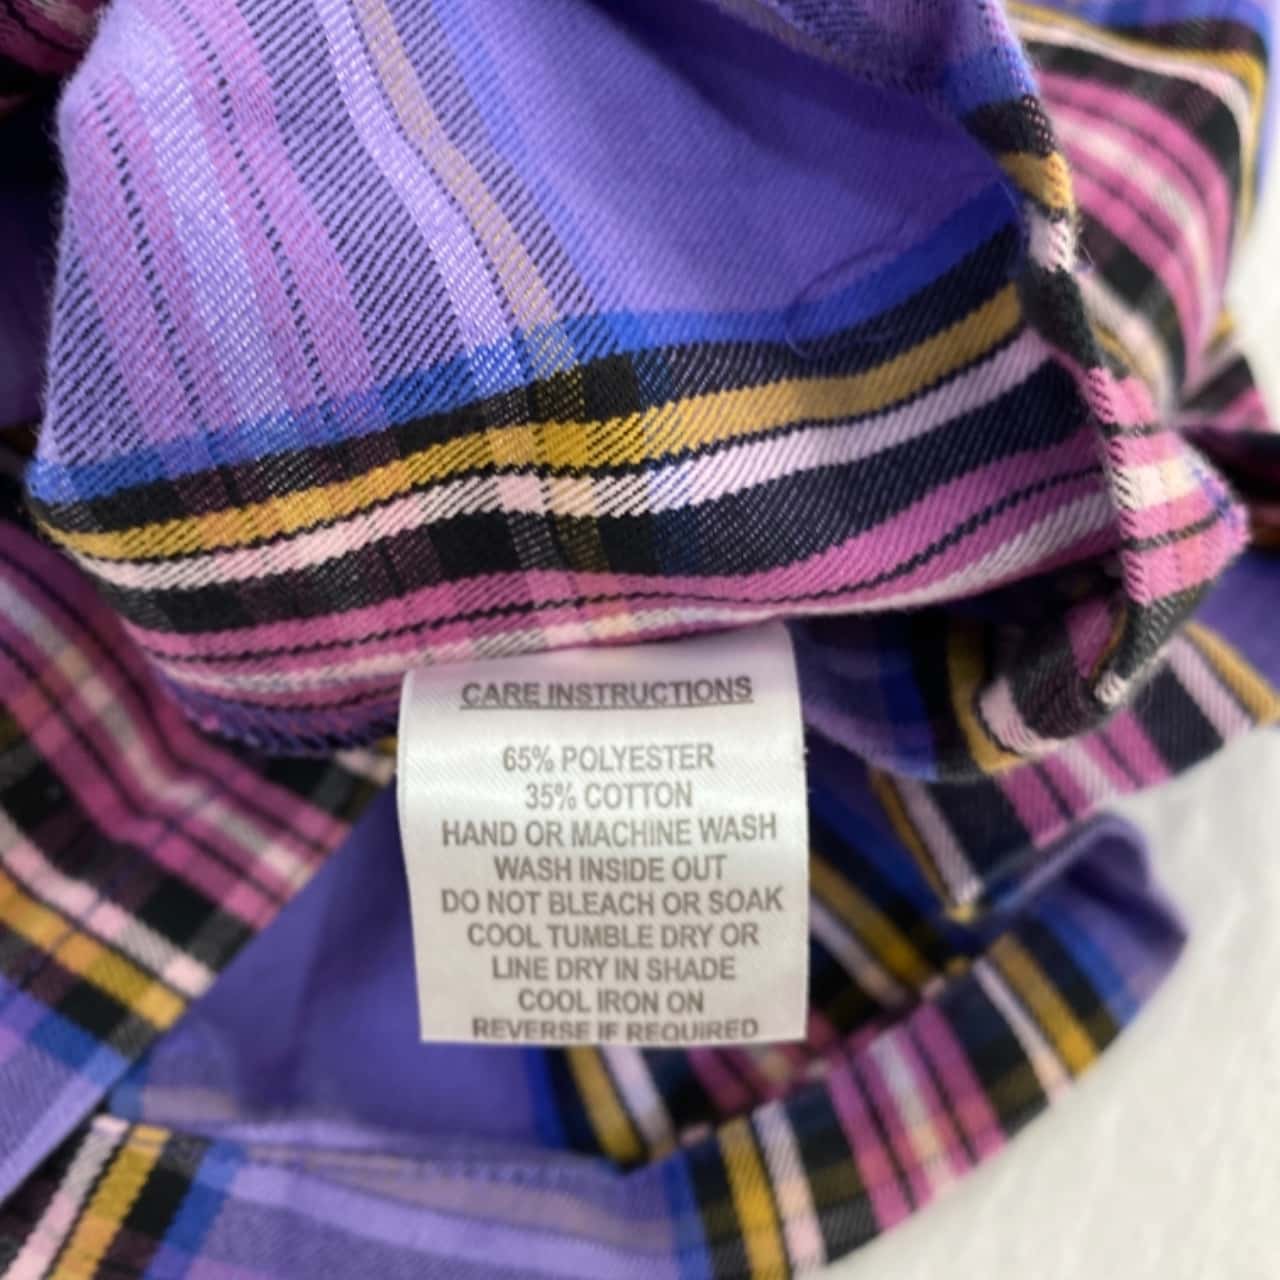 CARE INSTRUCTIONS
65% POLYESTER
35% COTTON
HAND OR MACHINE WASH
WASH INSIDE OUT
DO NOT BLEACH OR SOAK
COOL TUMBLE DRY OR
LINE DRY IN SHADE
COOL IRON ON
REVERSE IF REQUIRED